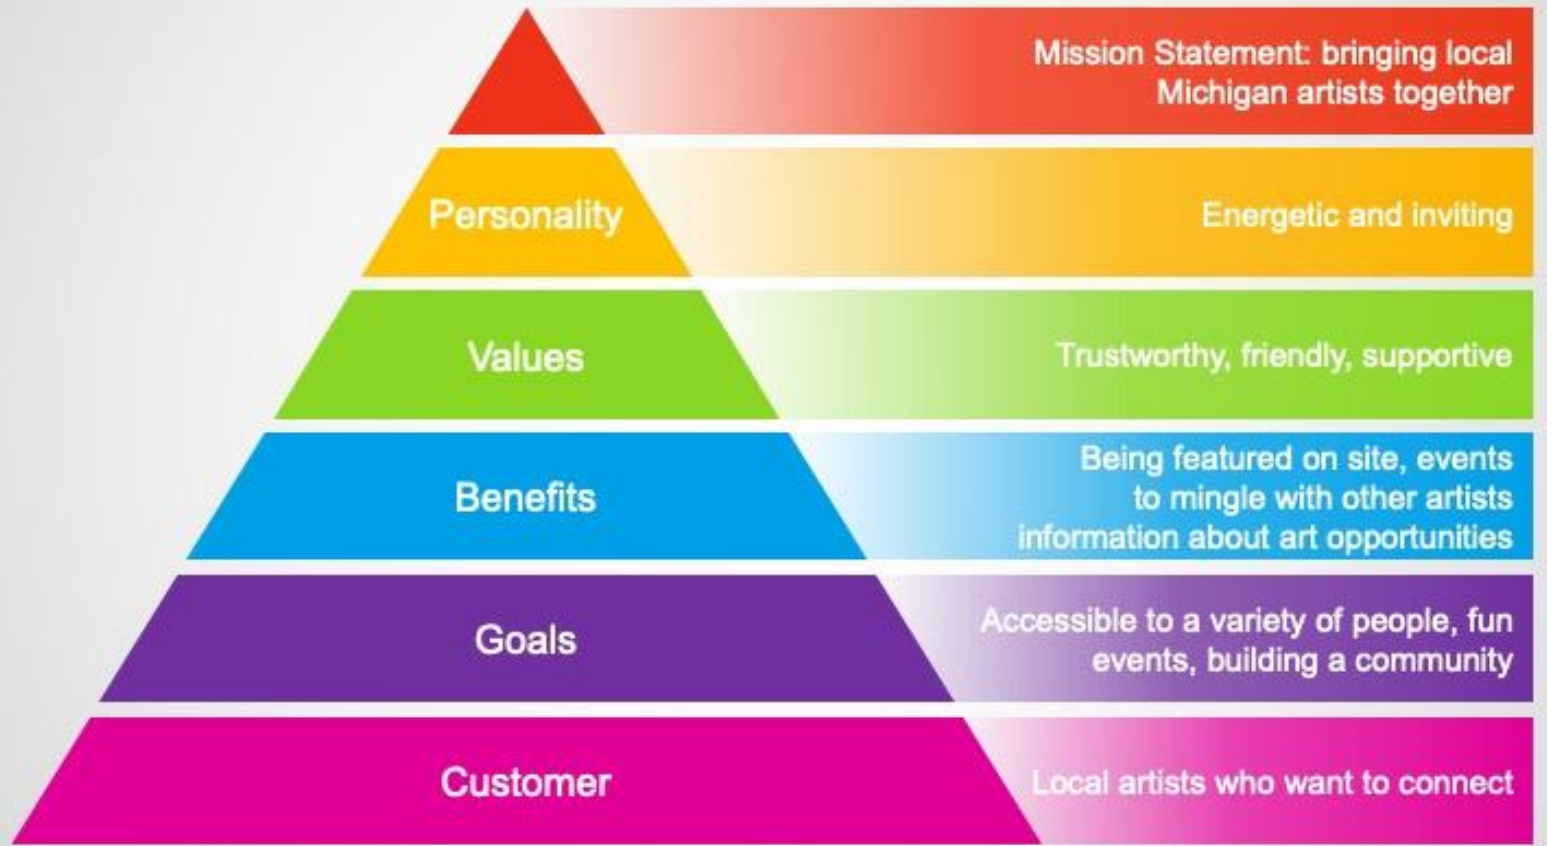 Mission Statement: bringing local
Michigan artists together
Personality
Energetic and inviting
Values
Trustworthy, friendly, supportive
Benefits
Being featured on site, events
to mingle with other artists
information about art opportunities
Goals
Accessible to a variety of people, fun
events, building a community
Customer
Local artists who want to connect